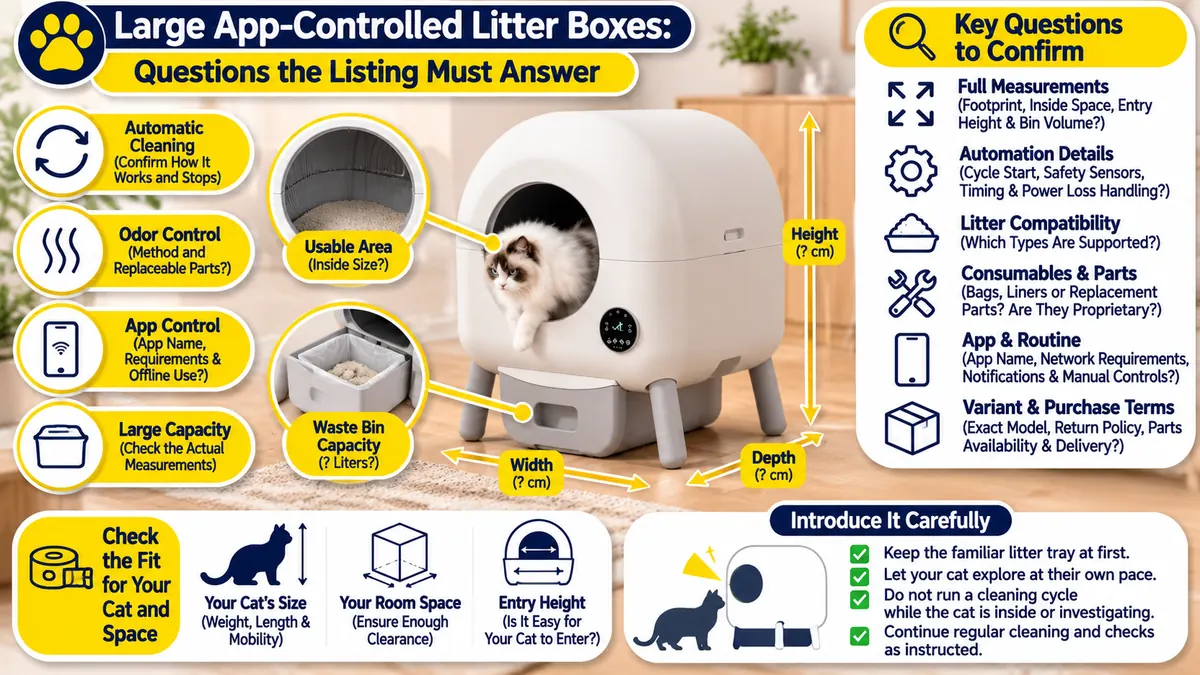 Large App-Controlled Litter Boxes:
Questions the Listing Must Answer
Automatic
Cleaning
(Confirm How It
Works and Stops)
Odor Control
(Method and
Replaceable Parts?)
App Control
(App Name,
Requirements &
Offline Use?)
Large Capacity
(Check the Actual
Measurements)
Usable Area
(Inside Size?)
Waste Bin
Capacity
(? Liters?)
Height
(? cm)
Width
(? cm)
Depth
(? cm)
Key Questions
to Confirm
Full Measurements
(Footprint, Inside Space, Entry
Height & Bin Volume?)
Automation Details
(Cycle Start, Safety Sensors,
Timing & Power Loss Handling?)
Litter Compatibility
(Which Types Are Supported?)
Consumables & Parts
(Bags, Liners or Replacement
Parts? Are They Proprietary?)
App & Routine
(App Name, Network Requirements,
Notifications & Manual Controls?)
Variant & Purchase Terms
(Exact Model, Return Policy, Parts
Availability & Delivery?)
Check
the Fit
for Your
Cat and
Space
Your Cat's Size
(Weight, Length &
Mobility)
Your Room Space
(Ensure Enough
Clearance)
Entry Height
(Is It Easy for
Your Cat to Enter?)
Introduce It Carefully
Keep the familiar litter tray at first.
Let your cat explore at their own pace.
Do not run a cleaning cycle
while the cat is inside or investigating.
Continue regular cleaning and checks
as instructed.